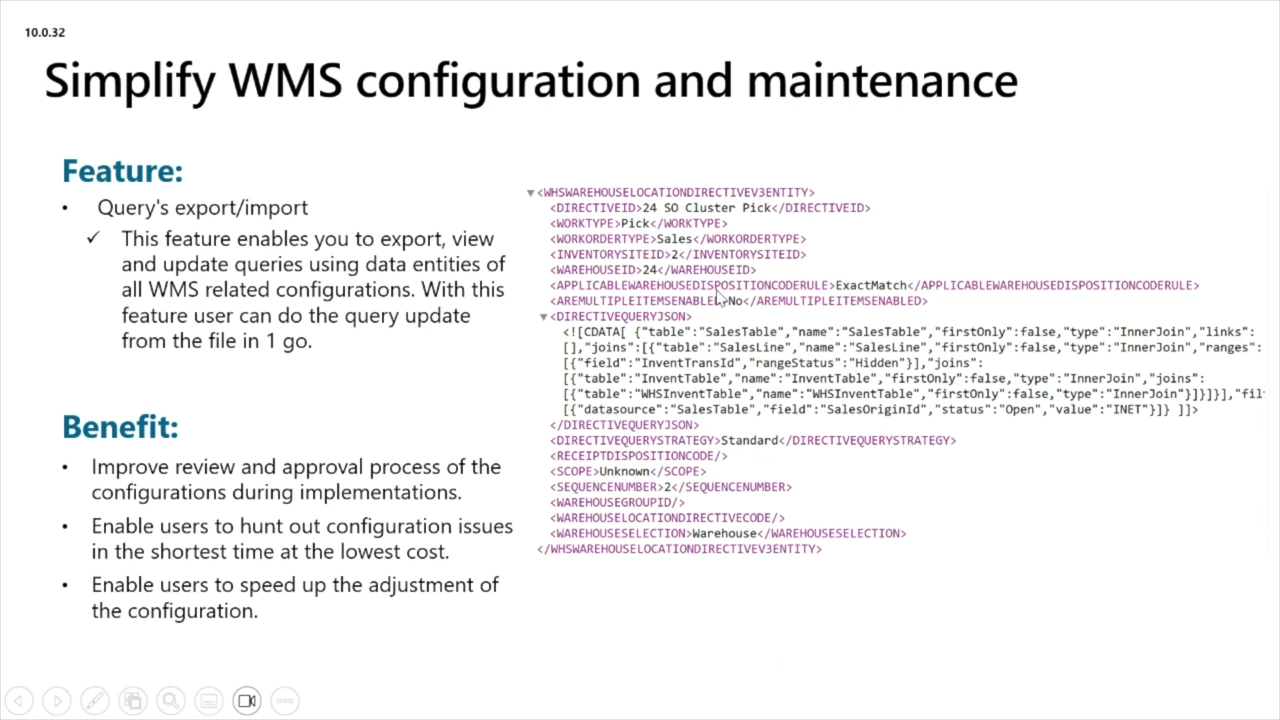 10.0.32
Simplify WMS configuration and maintenance
Feature:
• Query's export/import
✓ This feature enables you to export, view
and update queries using data entities of
all WMS related configurations. With this
feature user can do the query update
from the file in 1 go.
Benefit:
• Improve review and approval process of the
configurations during implementations.
• Enable users to hunt out configuration issues
in the shortest time at the lowest cost.
• Enable users to speed up the adjustment of
the configuration.
<WHSWAREHOUSELOCATIONDIRECTIVEV3ENTITY>
<DIRECTIVEID>24 SO Cluster Pick</DIRECTIVEID>
<WORKTYPE>Pick</WORKTYPE>
<WORKORDERTYPE>Sales</WORKORDERTYPE>
<INVENTORYSITEID>2</INVENTORYSITEID>
<WAREHOUSEID>24</WAREHOUSEID>
<APPLICABLEWAREHOUSEDISPOSITIONCODERULE>ExactMatch</APPLICABLEWAREHOUSEDISPOSITIONCODERULE>
<AREMULTIPLEITEMSENABLED>No</AREMULTIPLEITEMSENABLED>
<DIRECTIVEQUERYJSON>
<![CDATA[ {"table":"SalesTable","name":"SalesTable","firstOnly":false,"type":"InnerJoin","links":
[],"joins":[{"table":"SalesLine","name":"SalesLine","firstOnly":false,"type":"InnerJoin","ranges":
[{"field":"InventTransId","rangeStatus":"Hidden"}],"joins":
[{"table":"InventTable","name":"InventTable","firstOnly":false,"type":"InnerJoin","joins":
[{"table":"WHSInventTable","name":"WHSInventTable","firstOnly":false,"type":"InnerJoin"}]}]}],"fil
[{"datasource":"SalesTable","field":"SalesOriginId","status":"Open","value":"INET"}]} ]]>
</DIRECTIVEQUERYJSON>
<DIRECTIVEQUERYSTRATEGY>Standard</DIRECTIVEQUERYSTRATEGY>
<RECEIPTDISPOSITIONCODE/>
<SCOPE>Unknown</SCOPE>
<SEQUENCENUMBER>2</SEQUENCENUMBER>
<WAREHOUSEGROUPID/>
<WAREHOUSELOCATIONDIRECTIVECODE/>
<WAREHOUSESELECTION>Warehouse</WAREHOUSESELECTION>
</WHSWAREHOUSELOCATIONDIRECTIVEV3ENTITY>